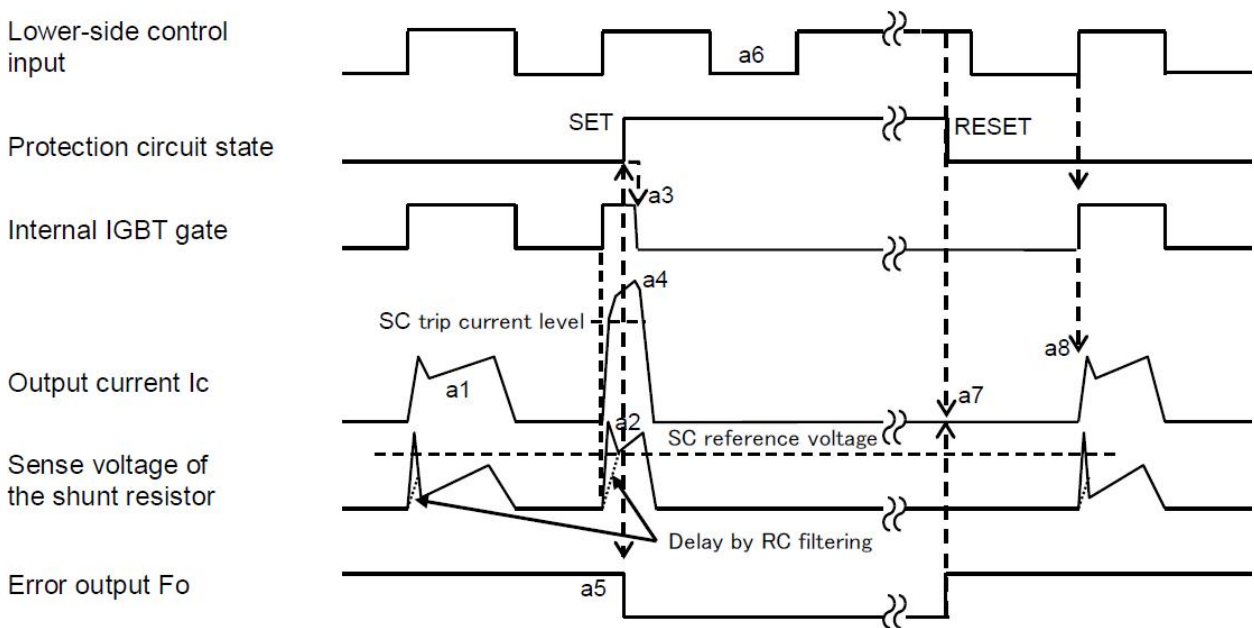 Lower-side control
input
a6
SET
RESET
Protection circuit state
a3
Internal IGBT gate
a4
SC trip current level
a8
Output current Ic
a1
a7
a2
SC reference voltage
Sense voltage of
the shunt resistor
Delay by RC filtering
Error output Fo
a5